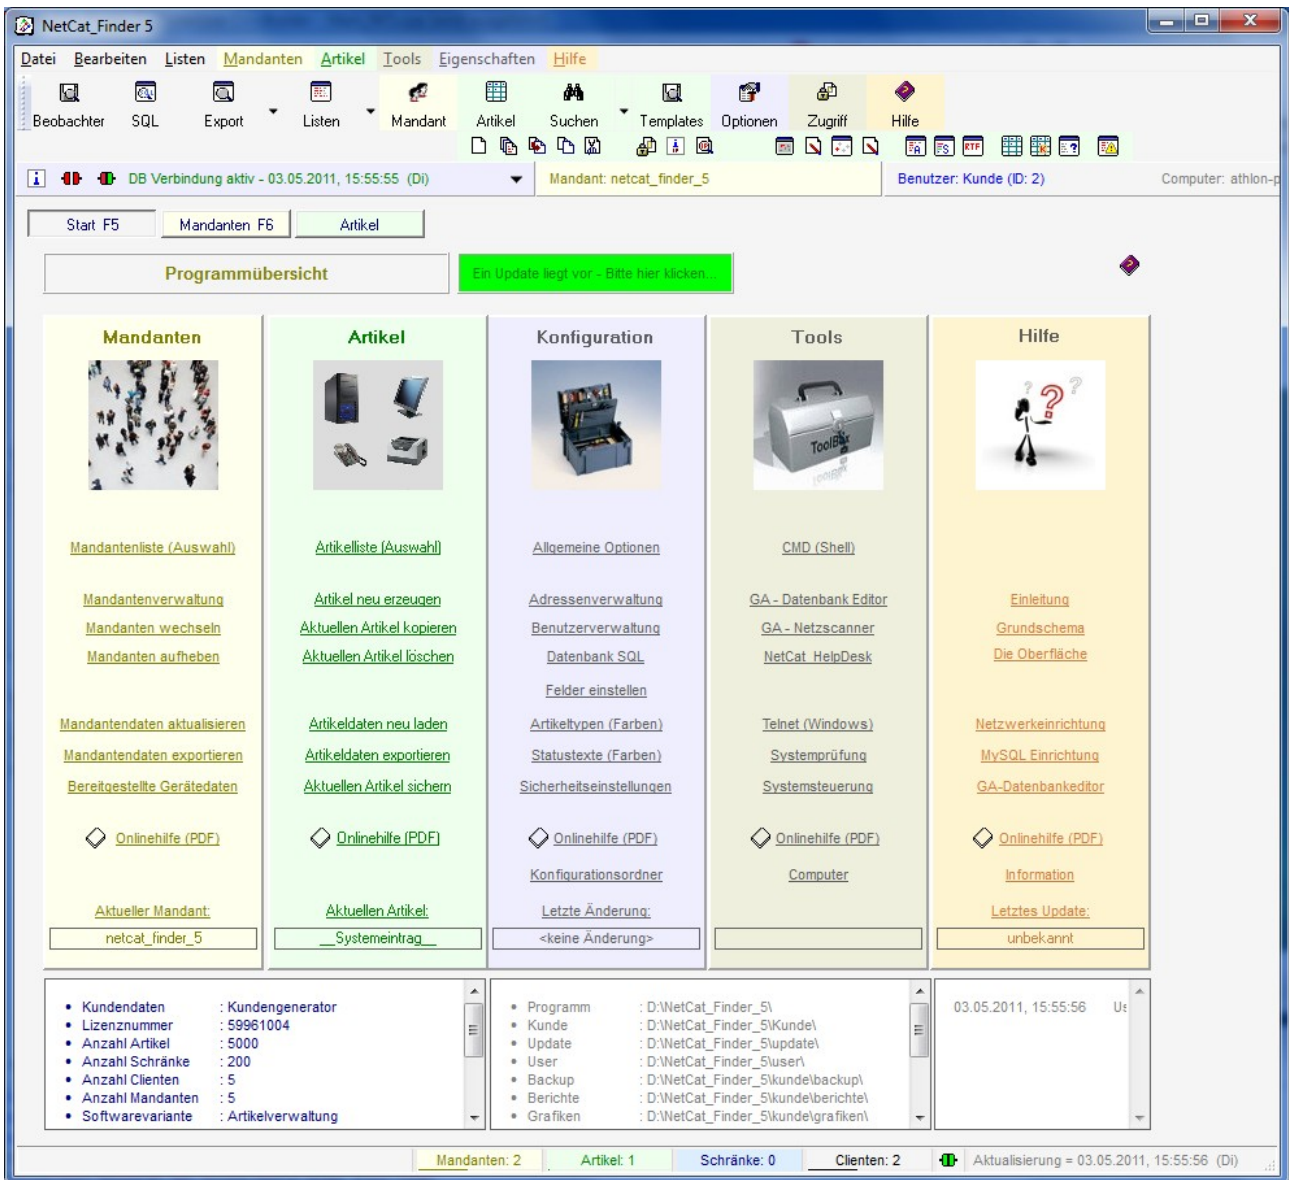 NetCat_Finder 5
Datei Bearbeiten Listen Mandanten Artikel Tools Eigenschaften Hilfe
Beobachter SQL Export Listen Mandant Artikel Suchen Templates Optionen Zugriff Hilfe
DB Verbindung aktiv - 03.05.2011, 15:55:55 (Di) Mandant: netcat_finder_5 Benutzer: Kunde (ID: 2) Computer: athlon-p
Start F5 Mandanten F6 Artikel
Programmübersicht Ein Update liegt vor - Bitte hier klicken...
Mandanten Artikel Konfiguration Tools Hilfe
ToolBox
Mandantenliste (Auswahl) Artikelliste (Auswahl) Allgemeine Optionen CMD (Shell)
Mandantenverwaltung Artikel neu erzeugen Adressenverwaltung GA - Datenbank Editor Einleitung
Mandanten wechseln Aktuellen Artikel kopieren Benutzerverwaltung GA - Netzscanner Grundschema
Mandanten aufheben Aktuellen Artikel löschen Datenbank SQL NetCat HelpDesk Die Oberfläche
Felder einstellen
Mandantendaten aktualisieren Artikeldaten neu laden Artikeltypen (Farben) Telnet (Windows) Netzwerkeinrichtung
Mandantendaten exportieren Artikeldaten exportieren Statustexte (Farben) Systemprüfung MySQL Einrichtung
Bereitgestellte Gerätedaten Aktuellen Artikel sichern Sicherheitseinstellungen Systemsteuerung GA-Datenbankeditor
Onlinehilfe (PDF) Onlinehilfe (PDF) Onlinehilfe (PDF) Onlinehilfe (PDF) Onlinehilfe (PDF)
Konfigurationsordner Computer Information
Aktueller Mandant: Aktuellen Artikel: Letzte Änderung: Letztes Update:
netcat_finder_5 __Systemeintrag__ <keine Änderung> unbekannt
• Kundendaten : Kundengenerator
• Lizenznummer : 59961004
• Anzahl Artikel : 5000
• Anzahl Schränke : 200
• Anzahl Clienten : 5
• Anzahl Mandanten : 5
• Softwarevariante : Artikelverwaltung
• Programm : D:\NetCat_Finder_5\
• Kunde : D:\NetCat_Finder_5\Kunde\
• Update : D:\NetCat_Finder_5\update\
• User : D:\NetCat_Finder_5\user\
• Backup : D:\NetCat_Finder_5\kunde\backup\
• Berichte : D:\NetCat_Finder_5\kunde\berichte\
• Grafiken : D:\NetCat_Finder_5\kunde\grafiken\
03.05.2011, 15:55:56 Us
Mandanten: 2 Artikel: 1 Schränke: 0 Clienten: 2 Aktualisierung = 03.05.2011, 15:55:56 (Di)